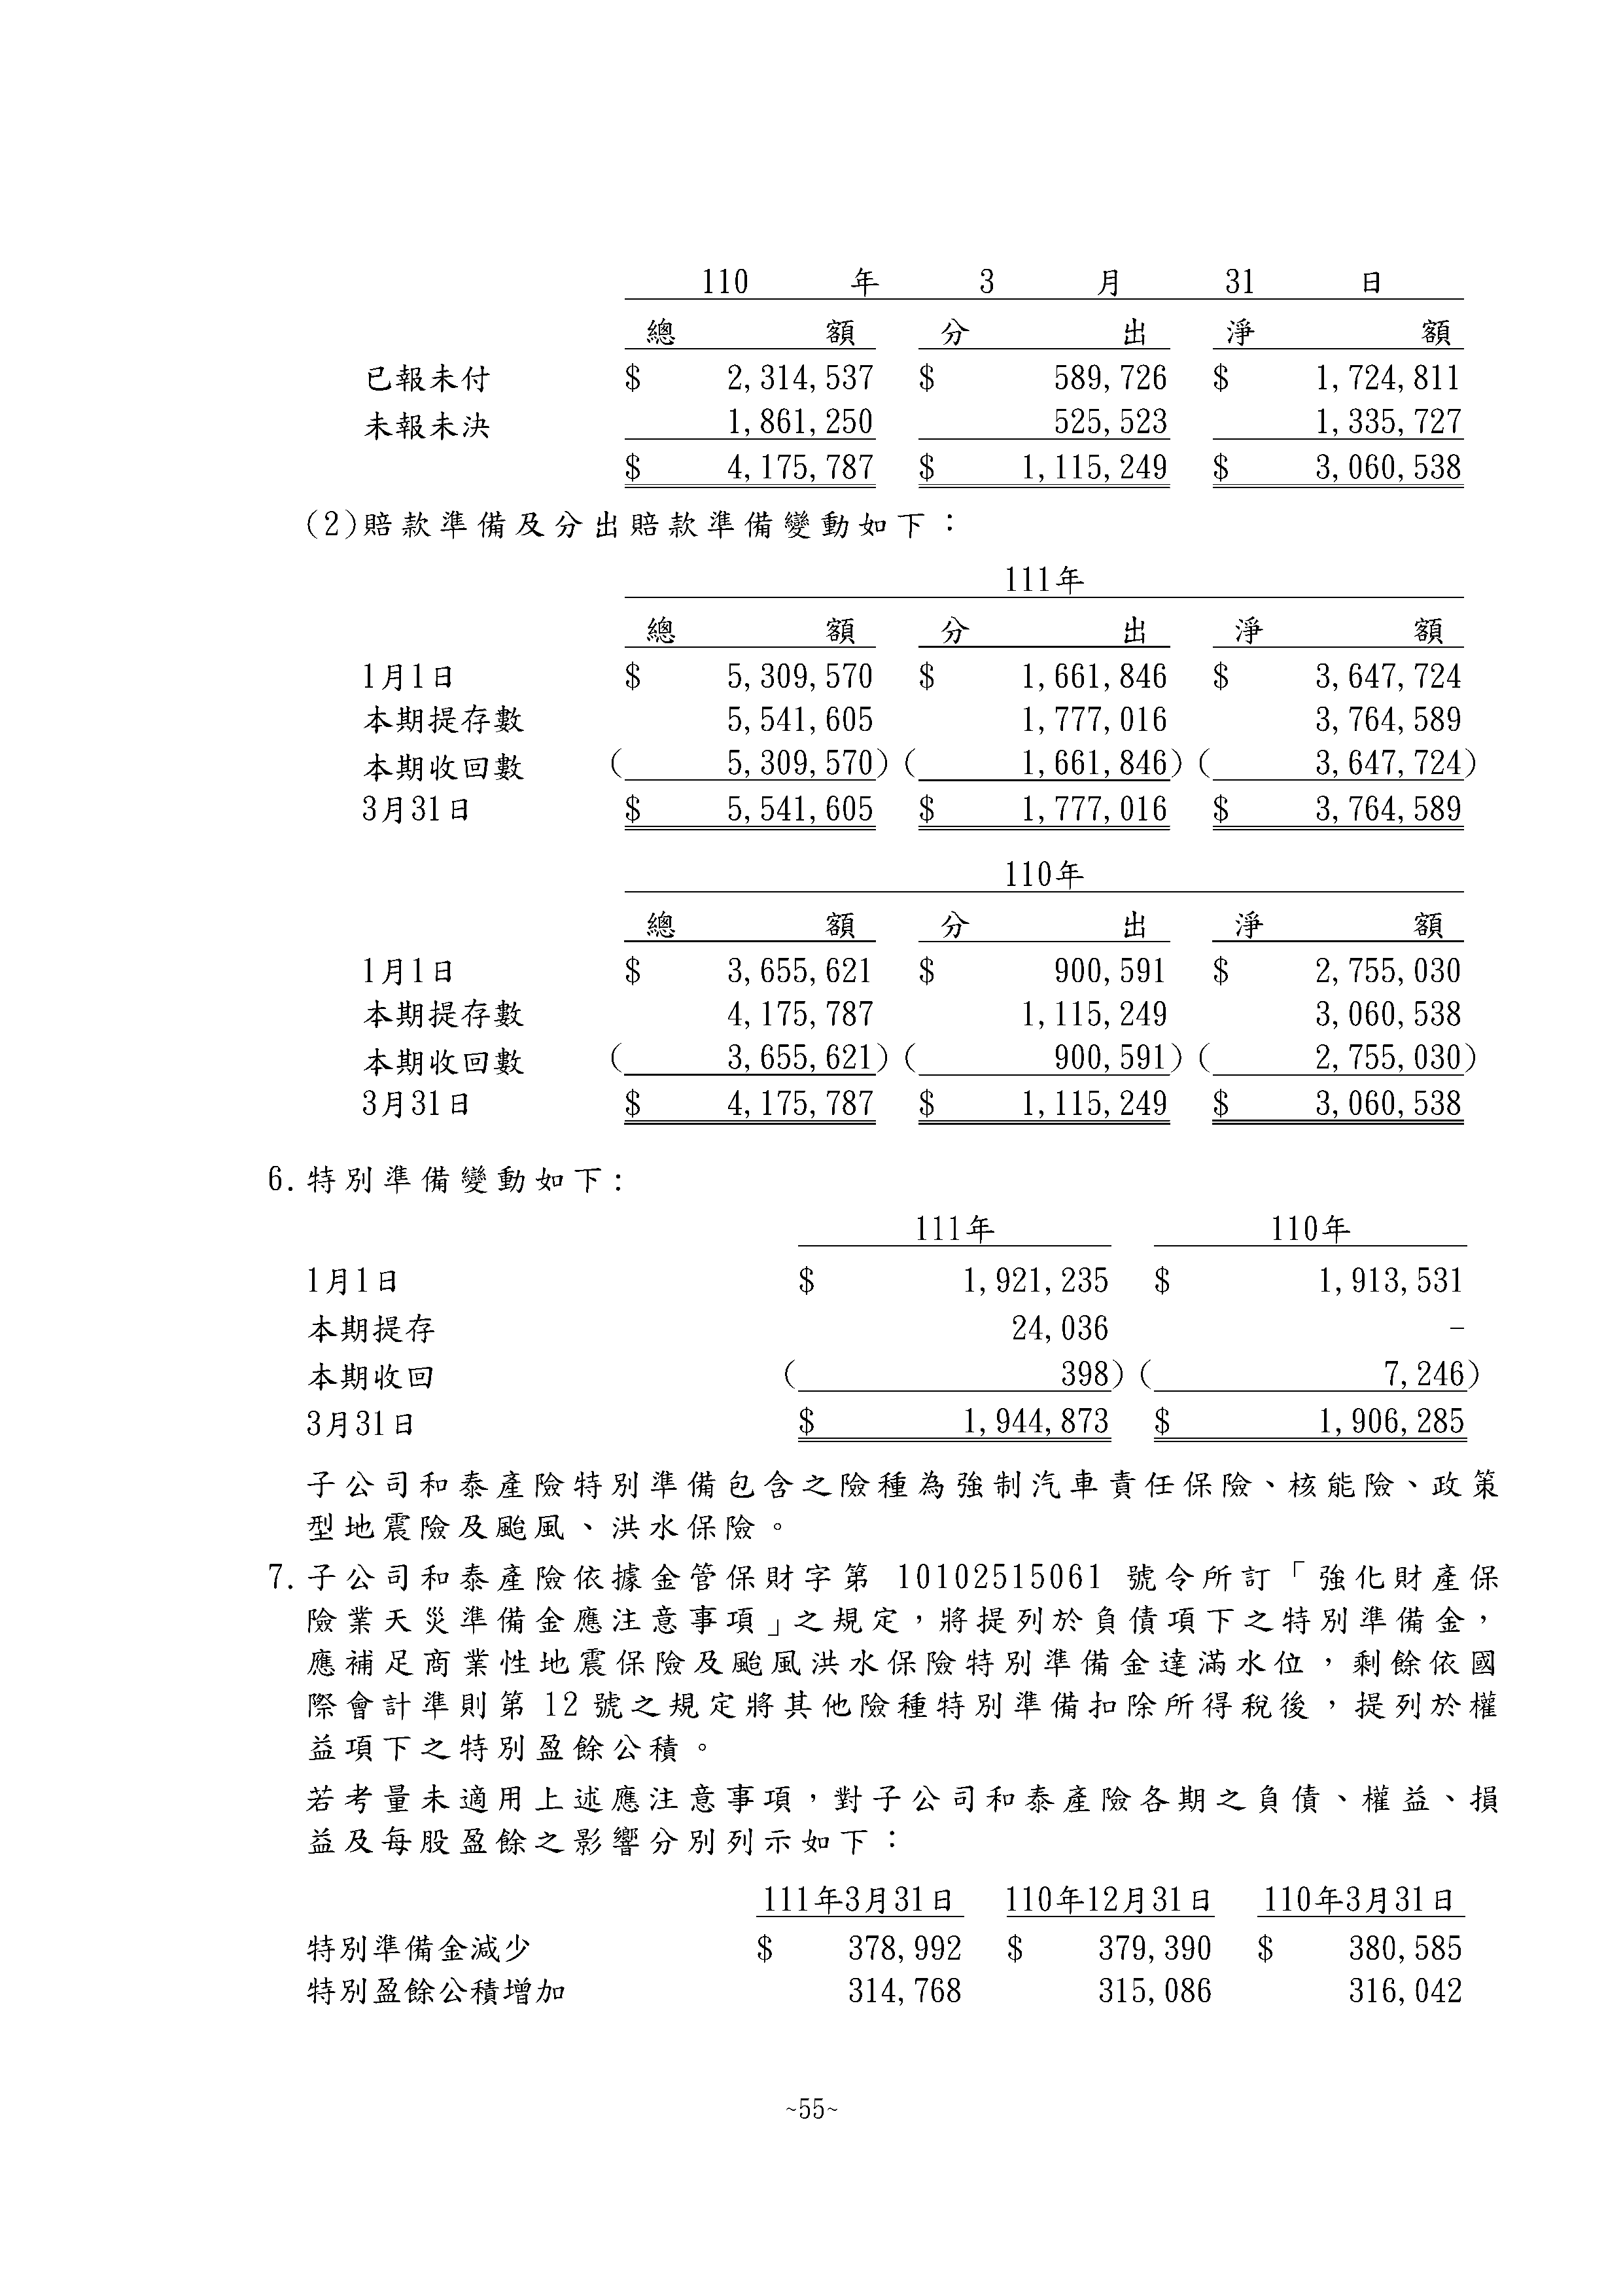 110 年 3 月 31 日
總額 分出 淨額
已報未付 $ 2,314,537 $ 589,726 $ 1,724,811
未報未決 1,861,250 525,523 1,335,727
$ 4,175,787 $ 1,115,249 $ 3,060,538
(2)賠款準備及分出賠款準備變動如下：
111年
總額 分出 淨額
1月1日 $ 5,309,570 $ 1,661,846 $ 3,647,724
本期提存數 5,541,605 1,777,016 3,764,589
本期收回數 ( 5,309,570) ( 1,661,846) ( 3,647,724)
3月31日 $ 5,541,605 $ 1,777,016 $ 3,764,589
110年
總額 分出 淨額
1月1日 $ 3,655,621 $ 900,591 $ 2,755,030
本期提存數 4,175,787 1,115,249 3,060,538
本期收回數 ( 3,655,621) ( 900,591) ( 2,755,030)
3月31日 $ 4,175,787 $ 1,115,249 $ 3,060,538
6.特別準備變動如下:
111年 110年
1月1日 $ 1,921,235 $ 1,913,531
本期提存 24,036 -
本期收回 ( 398) ( 7,246)
3月31日 $ 1,944,873 $ 1,906,285
子公司和泰產險特別準備包含之險種為強制汽車責任保險、核能險、政策
型地震險及颱風、洪水保險。
7.子公司和泰產險依據金管保財字第 10102515061 號令所訂「強化財產保
險業天災準備金應注意事項」之規定，將提列於負債項下之特別準備金，
應補足商業性地震保險及颱風洪水保險特別準備金達滿水位，剩餘依國
際會計準則第 12 號之規定將其他險種特別準備扣除所得稅後，提列於權
益項下之特別盈餘公積。
若考量未適用上述應注意事項，對子公司和泰產險各期之負債、權益、損
益及每股盈餘之影響分別列示如下：
111年3月31日 110年12月31日 110年3月31日
特別準備金減少 $ 378,992 $ 379,390 $ 380,585
特別盈餘公積增加 314,768 315,086 316,042
~55~